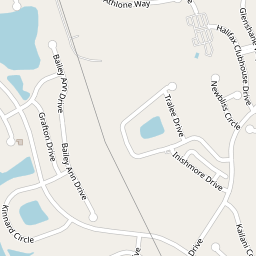 Athlone Way
Glenshane
Halifax Clubhouse Drive
Bailey Ann Drive
Newbliss Circle
Tralee Drive
Grafton Drive
Inishmore Drive
Bailey Ann Drive
Kinnard Circle
Kailani
Drive